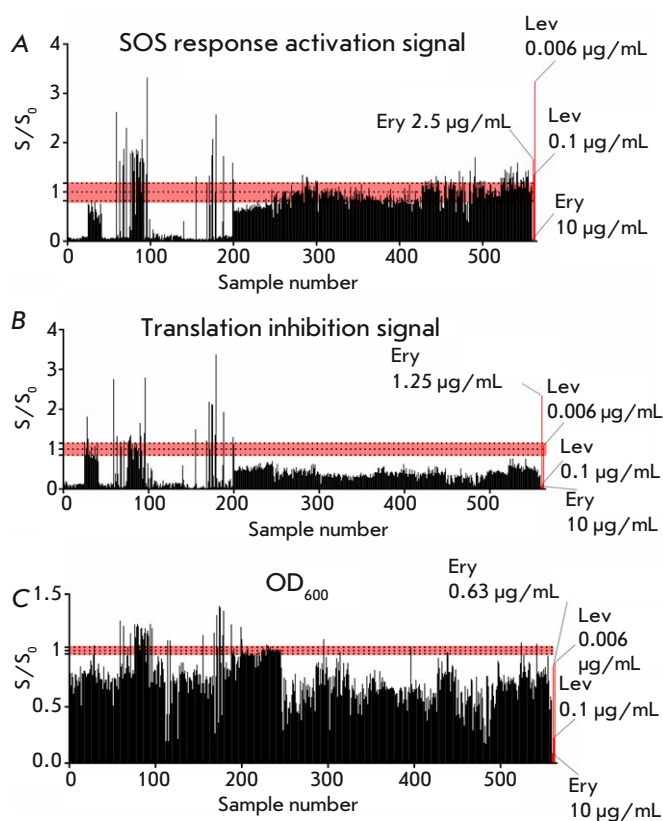 A
SOS response activation signal
Lev
0.006 µg/mL
Ery 2.5 µg/mL
Lev
0.1 µg/mL
Ery
10 µg/mL
S/S0
4
3
2
1
0
0 100 200 300 400 500
Sample number
B
Translation inhibition signal
Ery
1.25 µg/mL
Lev
0.006 µg/mL
Lev
0.1 µg/mL
Ery
10 µg/mL
S/S0
4
3
2
1
0
0 100 200 300 400 500
Sample number
C
OD600
Ery
0.63 µg/mL
Lev
0.006
µg/mL
Lev
0.1 µg/mL
Ery
10 µg/mL
S/S0
1.5
1
0.5
0.0
0 100 200 300 400 500
Sample number